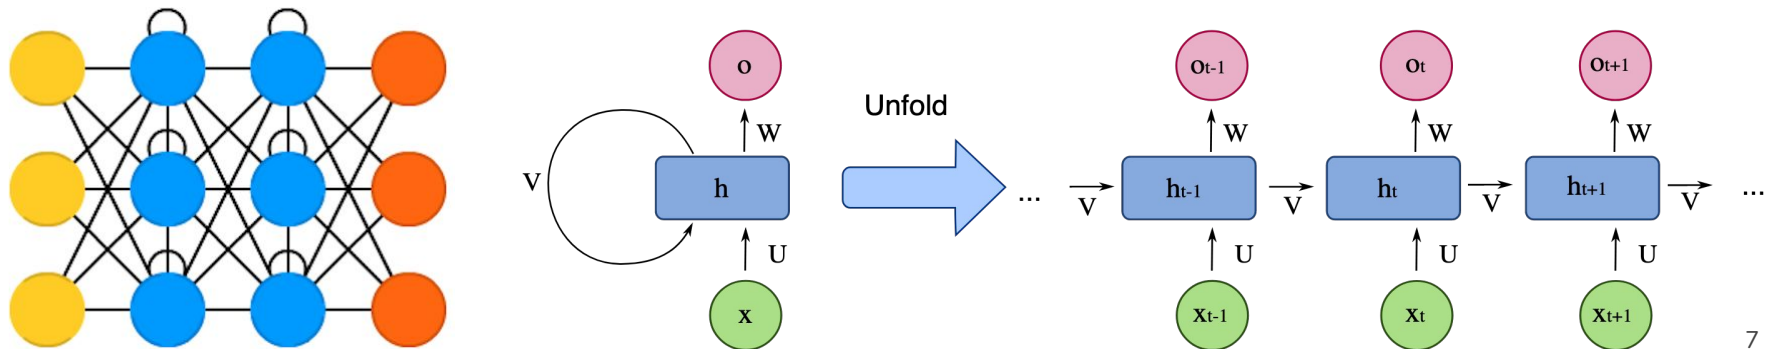 o
W
V
h
U
x
Unfold
ot-1 ot ot+1
W W W
... V ht-1 V ht V ht+1 V ...
U U U
xt-1 xt xt+1
7